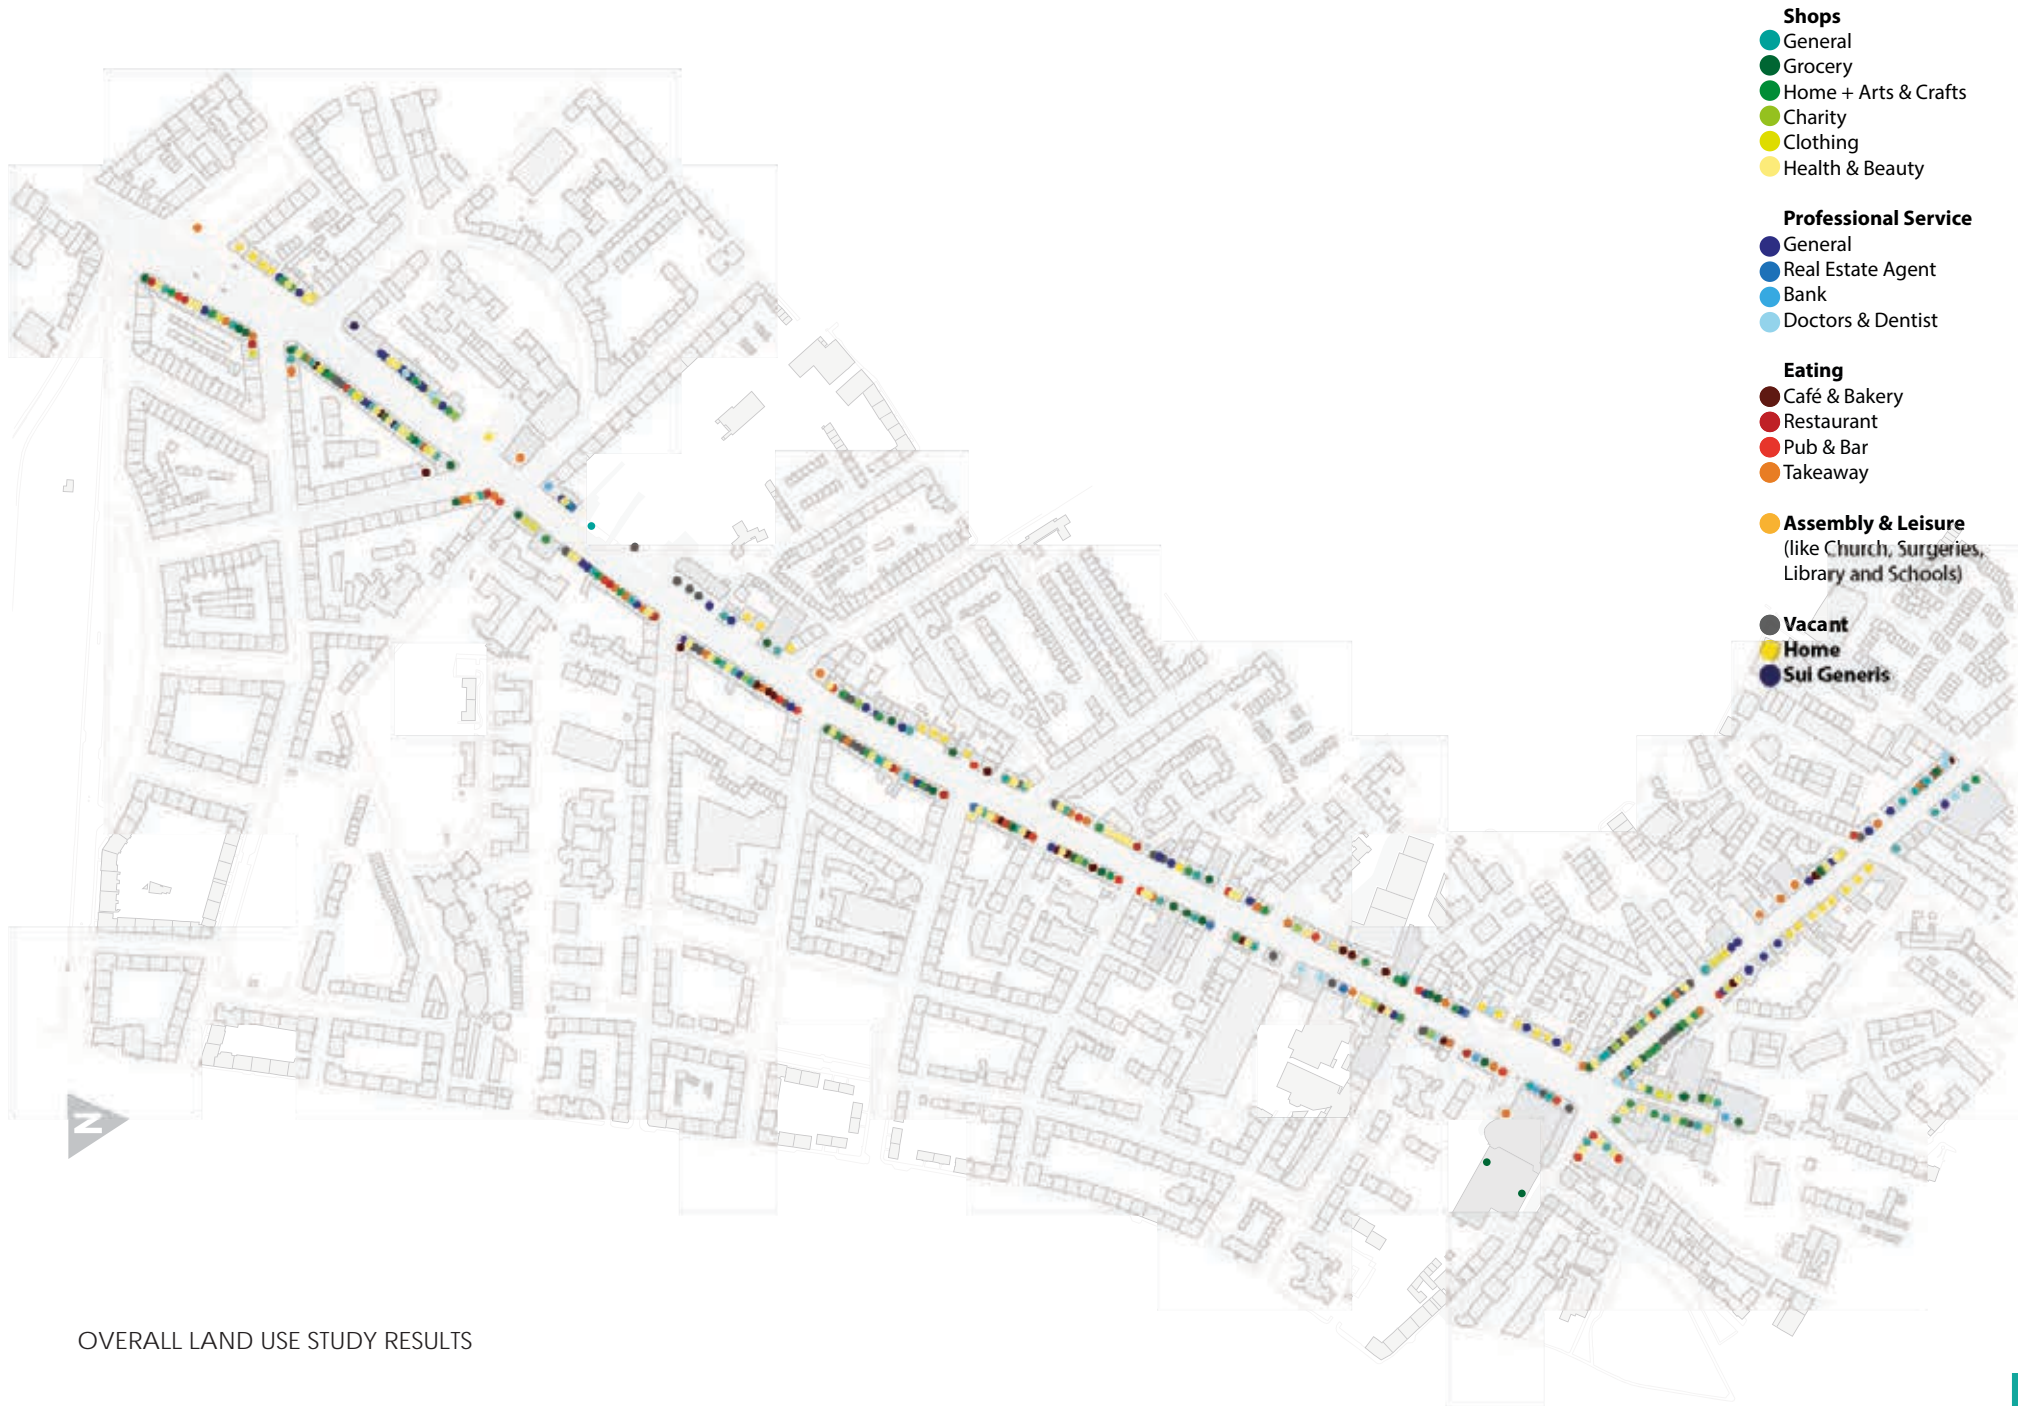 Shops
General
Grocery
Home + Arts & Crafts
Charity
Clothing
Health & Beauty
Professional Service
General
Real Estate Agent
Bank
Doctors & Dentist
Eating
Café & Bakery
Restaurant
Pub & Bar
Takeaway
Assembly & Leisure
(like Church, Surgeries,
Library and Schools)
Vacant
Home
Sui Generis
N
OVERALL LAND USE STUDY RESULTS